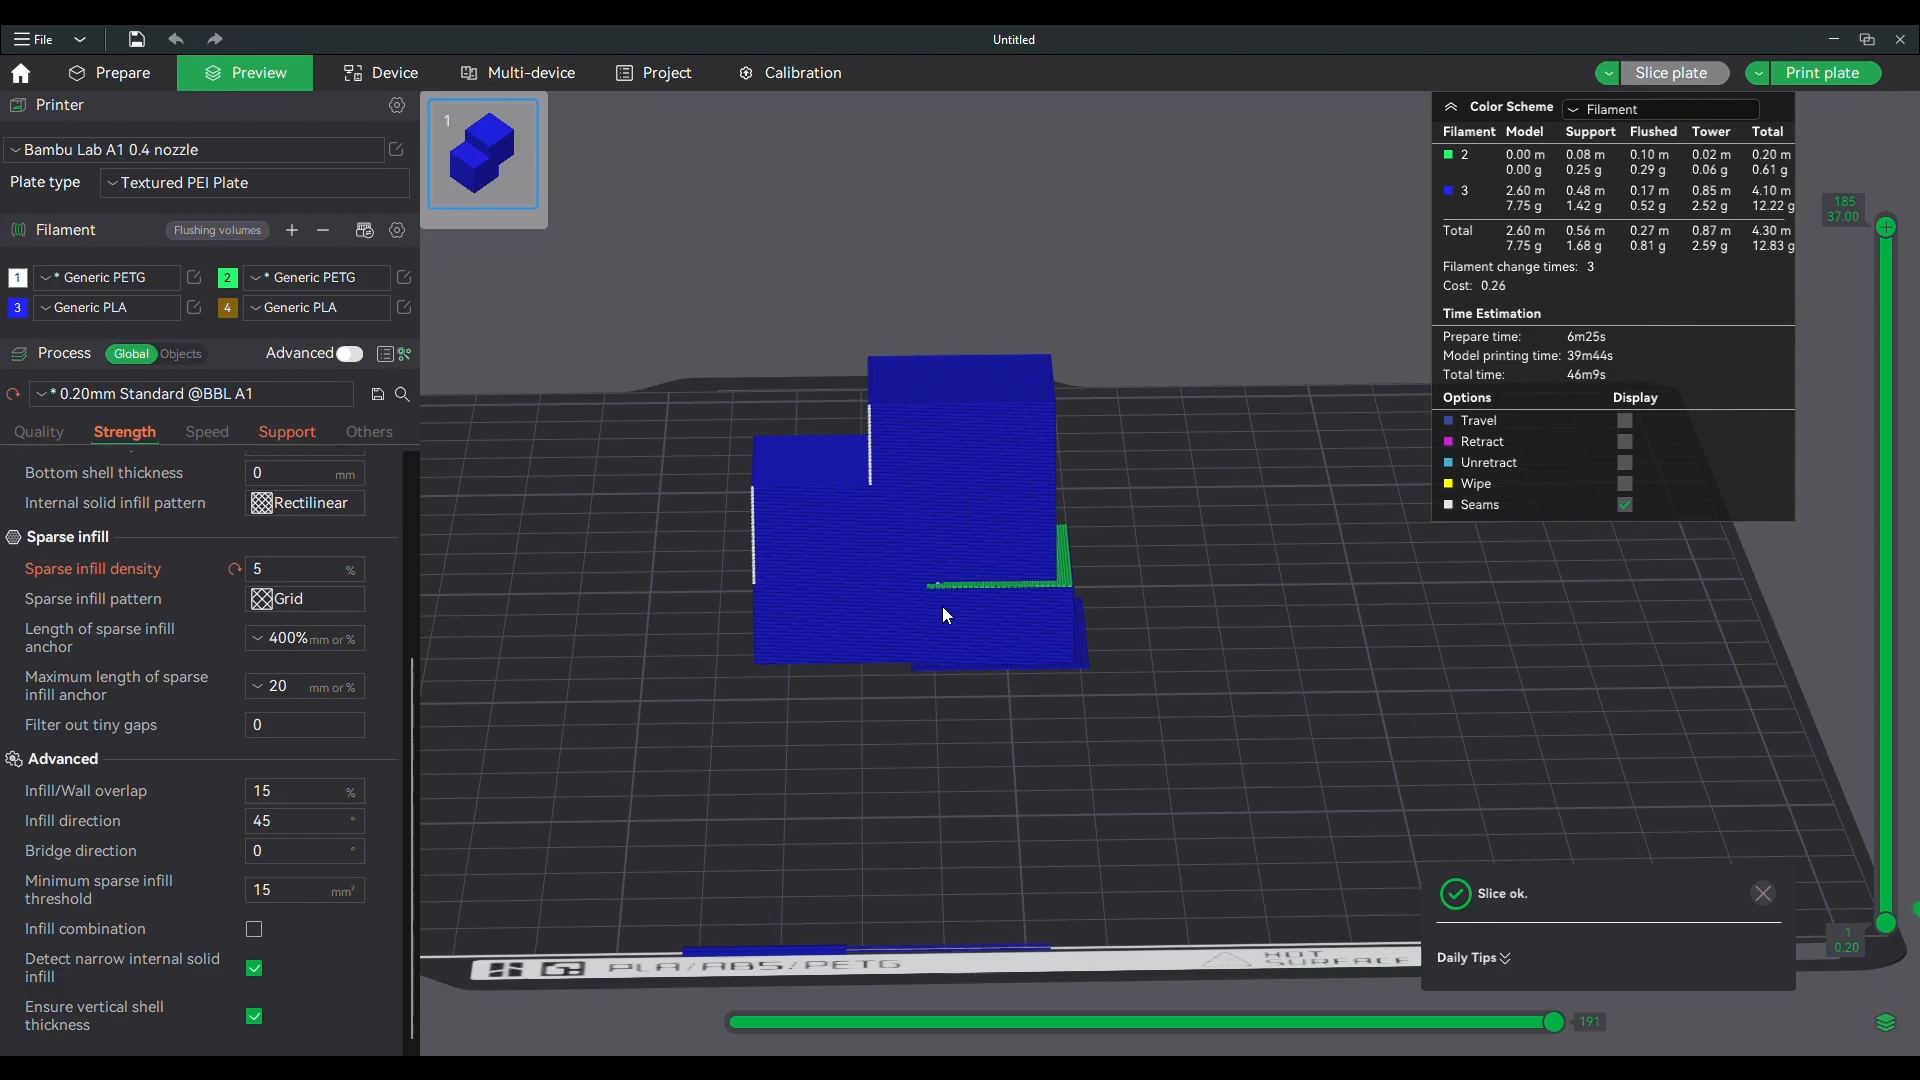 File
Untitled
Prepare
Preview
Device
Multi-device
Project
Calibration
Slice plate
Print plate
Printer
Bambu Lab A1 0.4 nozzle
Plate type
Textured PEI Plate
Filament
Flushing volumes
1 * Generic PETG
2 * Generic PETG
3 Generic PLA
4 Generic PLA
Process
Global Objects
Advanced
* 0.20mm Standard @BBL A1
Quality Strength Speed Support Others
Bottom shell thickness 0 mm
Internal solid infill pattern Rectilinear
Sparse infill
Sparse infill density 5 %
Sparse infill pattern Grid
Length of sparse infill
anchor 400% mm or %
Maximum length of sparse
infill anchor 20 mm or %
Filter out tiny gaps 0
Advanced
Infill/Wall overlap 15 %
Infill direction 45 °
Bridge direction 0 °
Minimum sparse infill
threshold 15 mm²
Infill combination
Detect narrow internal solid
infill
Ensure vertical shell
thickness
1
Color Scheme Filament
Filament Model Support Flushed Tower Total
2 0.00 m 0.08 m 0.10 m 0.02 m 0.20 m
0.00 g 0.25 g 0.29 g 0.06 g 0.61 g
3 2.60 m 0.48 m 0.17 m 0.85 m 4.10 m
7.75 g 1.42 g 0.52 g 2.52 g 12.22 g
Total 2.60 m 0.56 m 0.27 m 0.87 m 4.30 m
7.75 g 1.68 g 0.81 g 2.59 g 12.83 g
Filament change times: 3
Cost: 0.26
Time Estimation
Prepare time: 6m25s
Model printing time: 39m44s
Total time: 46m9s
Options Display
Travel
Retract
Unretract
Wipe
Seams
185
37.00
1
0.20
Slice ok.
Daily Tips
PLA/ABS/PETG
HOT
SURFACE
191